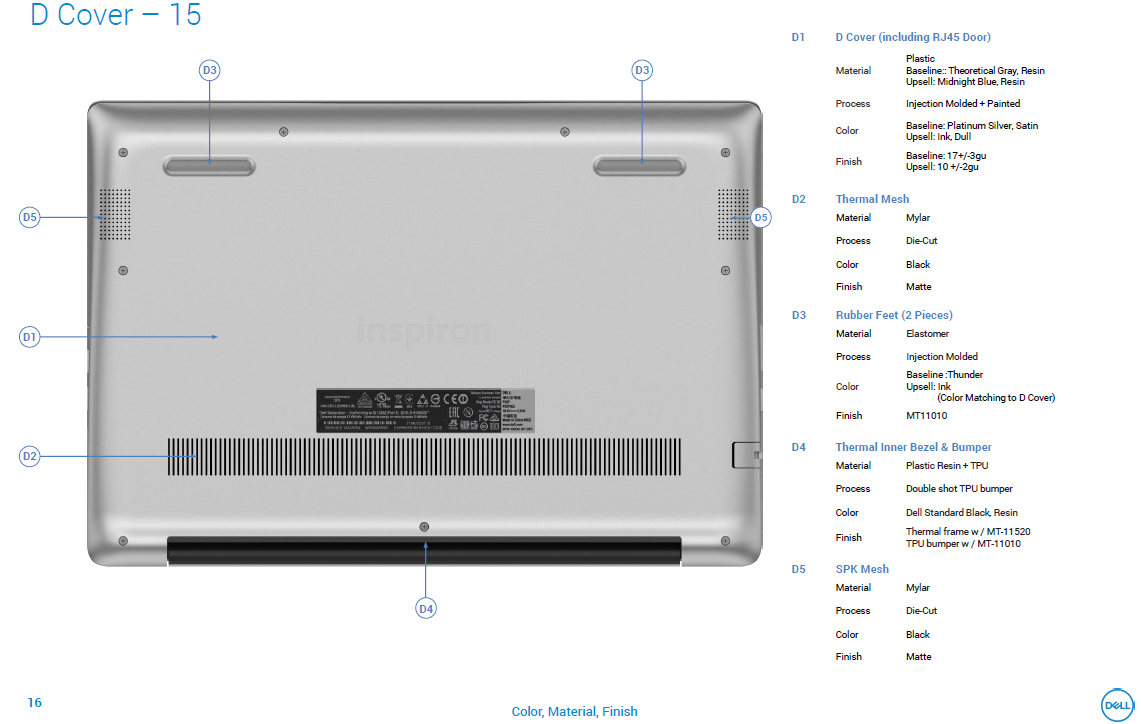 D Cover – 15
D3
D3
D5
D5
D1
inspiron
D2
D4
D1 D Cover (including RJ45 Door)
Material
Plastic
Baseline:: Theoretical Gray, Resin
Upsell: Midnight Blue, Resin
Process Injection Molded + Painted
Color
Baseline: Platinum Silver, Satin
Upsell: Ink, Dull
Finish
Baseline: 17+/-3gu
Upsell: 10 +/-2gu
D2 Thermal Mesh
Material Mylar
Process Die-Cut
Color Black
Finish Matte
D3 Rubber Feet (2 Pieces)
Material Elastomer
Process Injection Molded
Color
Baseline :Thunder
Upsell: Ink
(Color Matching to D Cover)
Finish MT11010
D4 Thermal Inner Bezel & Bumper
Material Plastic Resin + TPU
Process Double shot TPU bumper
Color Dell Standard Black, Resin
Finish
Thermal frame w / MT-11520
TPU bumper w / MT-11010
D5 SPK Mesh
Material Mylar
Process Die-Cut
Color Black
Finish Matte
16
Color, Material, Finish
DELL